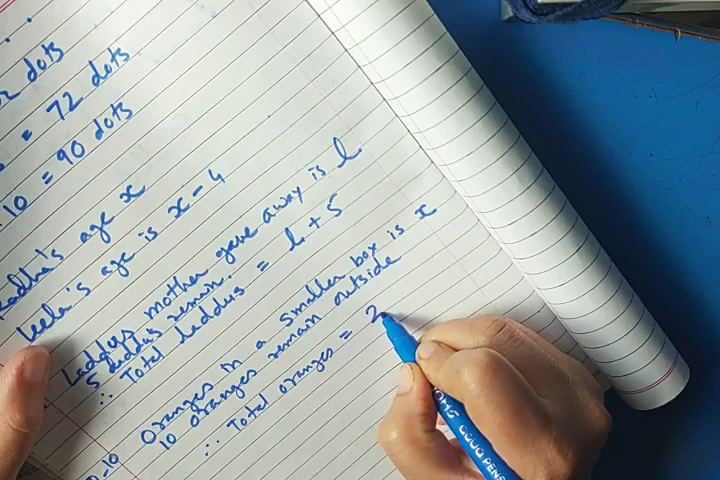 dots
= 72 dots
10 = 90 dots
Radha's age x
Leela's age is x - 4
Laddus mother gave away is l
5 laddus remain.
∴ Total laddus = l + 5
Oranges in a smaller box is x
10 oranges remain outside
∴ Total oranges = 2